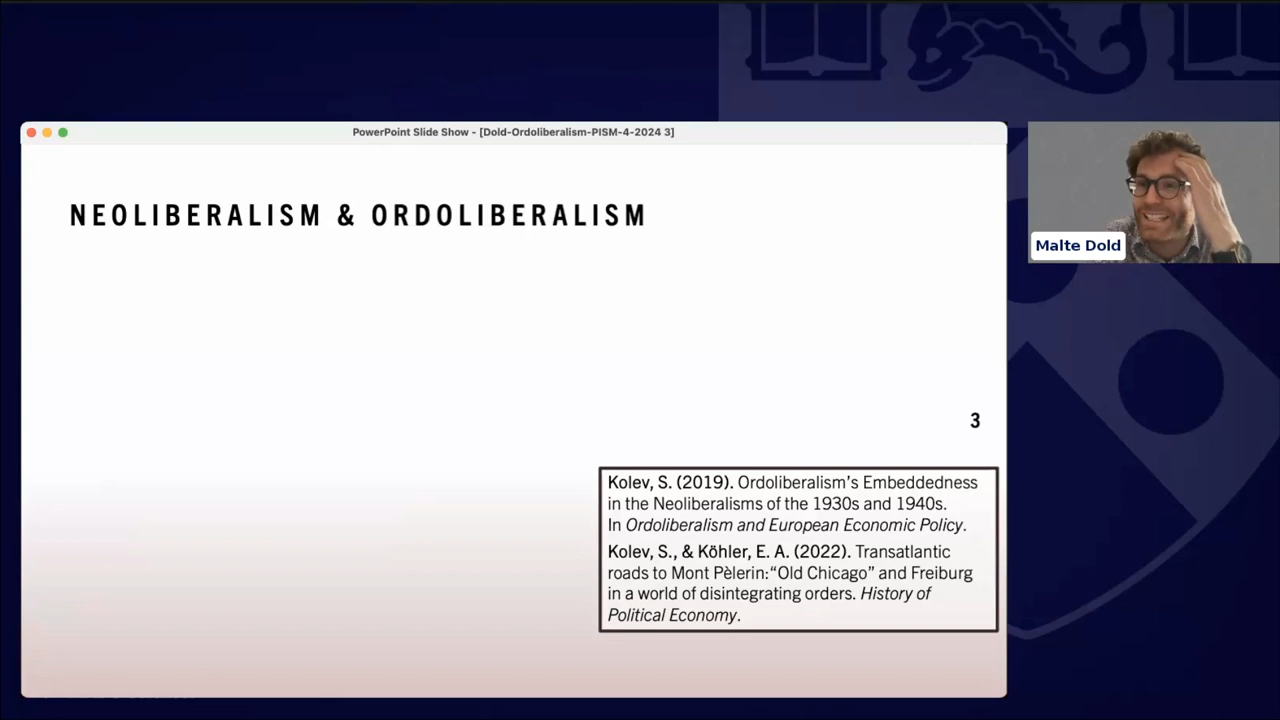 PowerPoint Slide Show - [Dold-Ordoliberalism-PISM-4-2024 3]
NEOLIBERALISM & ORDOLIBERALISM
Malte Dold
3
Kolev, S. (2019). Ordoliberalism’s Embeddedness
in the Neoliberalisms of the 1930s and 1940s.
In Ordoliberalism and European Economic Policy.
Kolev, S., & Köhler, E. A. (2022). Transatlantic
roads to Mont Pèlerin: “Old Chicago” and Freiburg
in a world of disintegrating orders. History of
Political Economy.